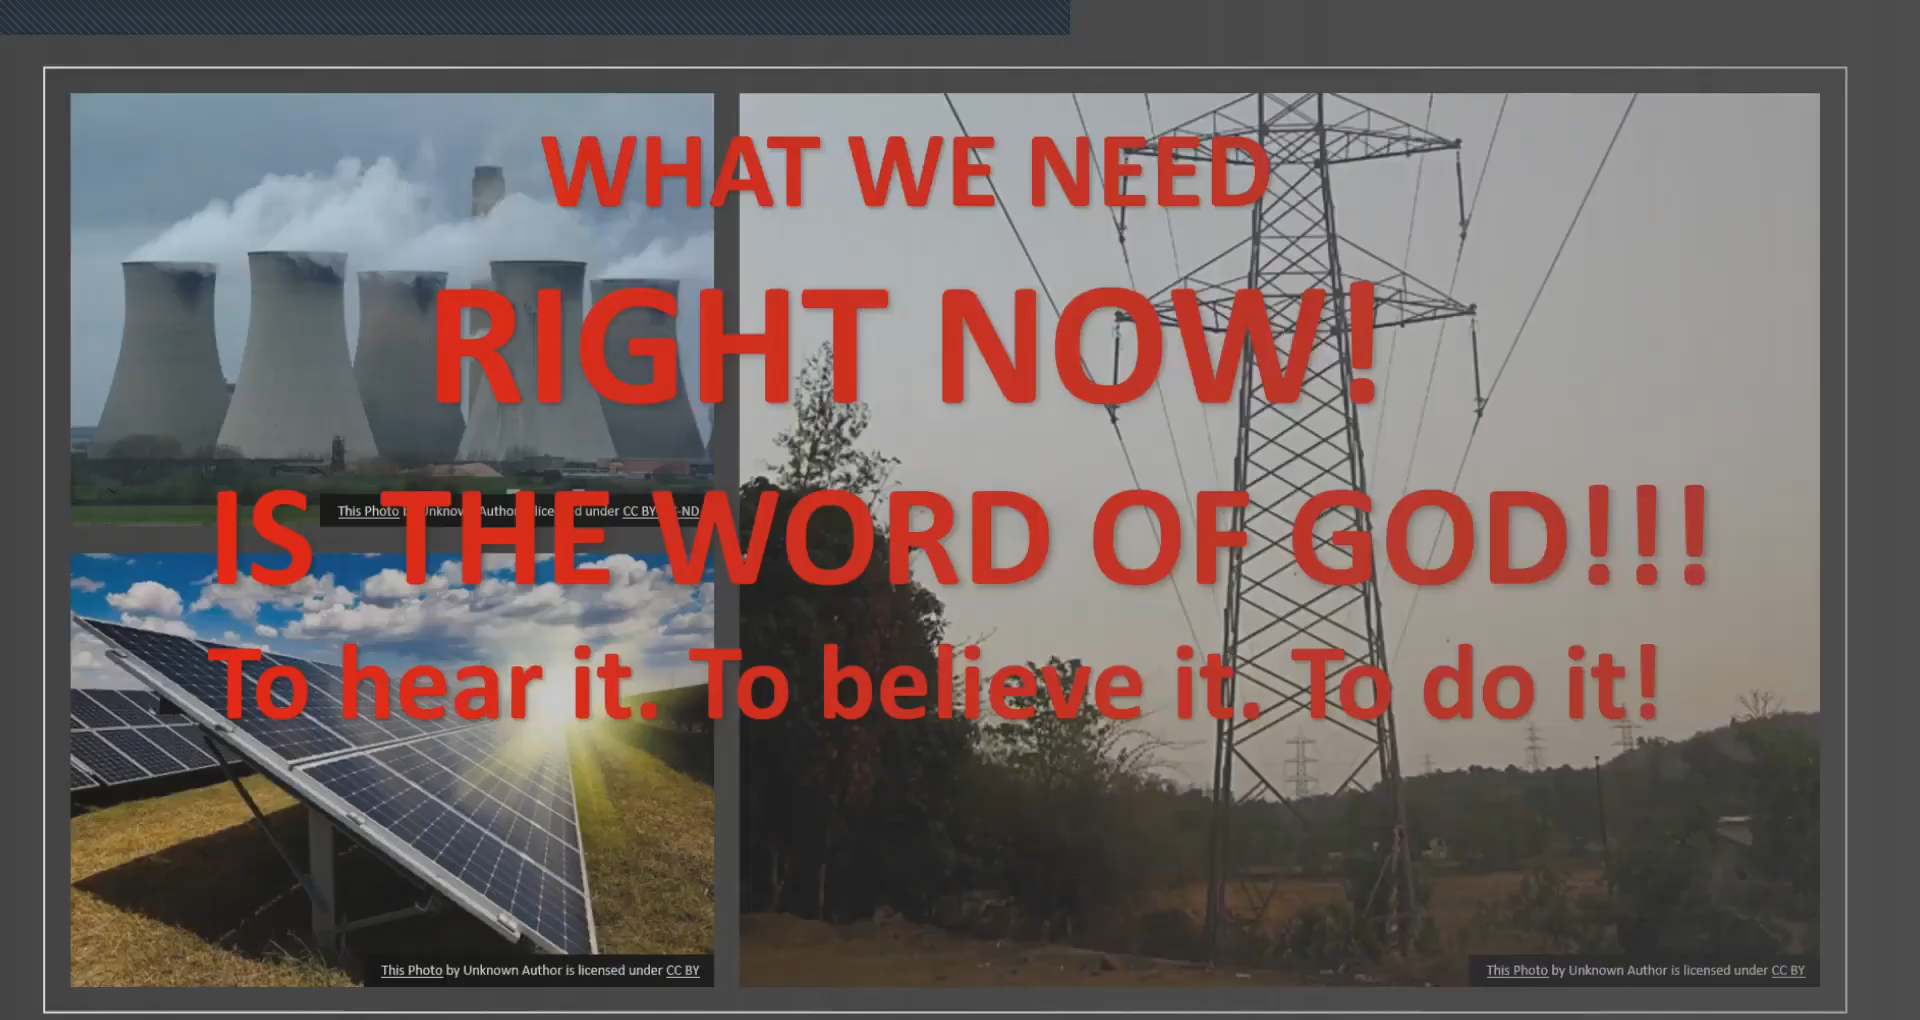 WHAT WE NEED
RIGHT NOW!
IS THE WORD OF GOD!!!
To hear it. To believe it. To do it!
This Photo by Unknown Author is licensed under CC BY
This Photo by Unknown Author is licensed under CC BY